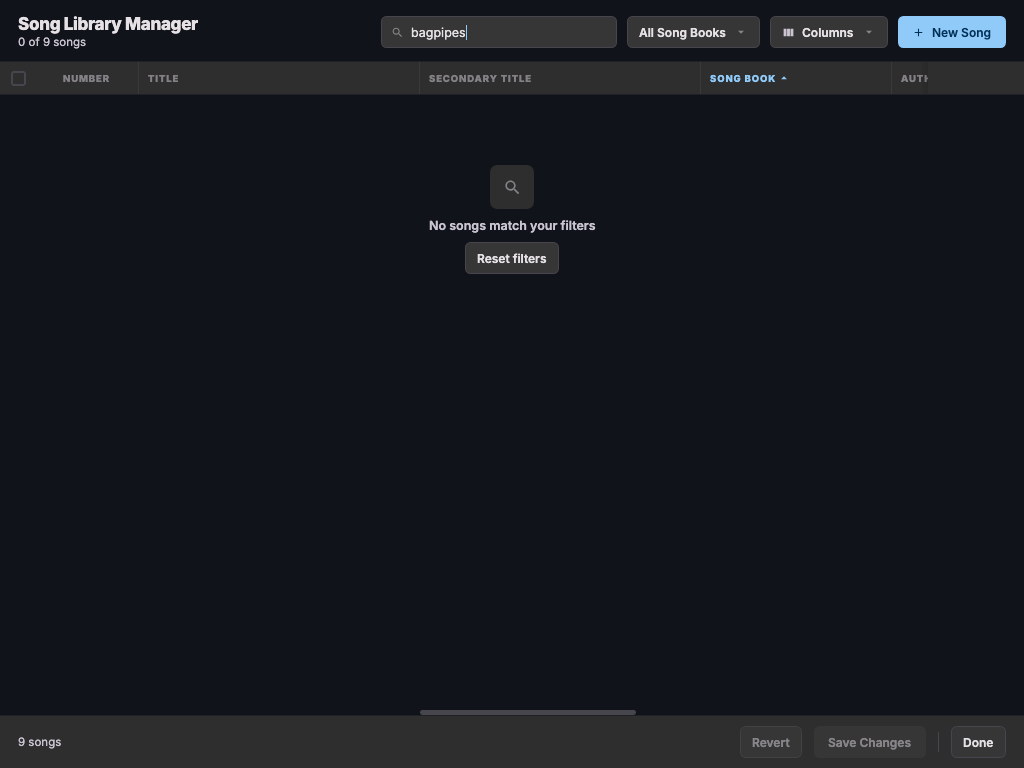 Song Library Manager
0 of 9 songs
bagpipes
All Song Books
Columns
+ New Song
NUMBER
TITLE
SECONDARY TITLE
SONG BOOK
AUTH
No songs match your filters
Reset filters
9 songs
Revert
Save Changes
Done